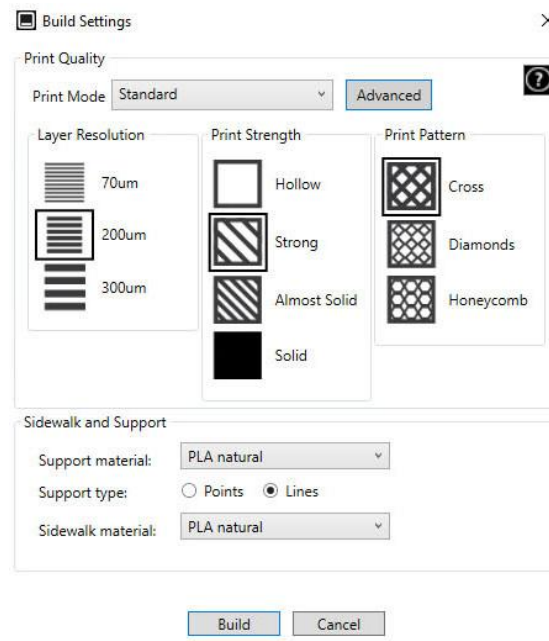 Build Settings
Print Quality
Print Mode Standard Advanced
?
Layer Resolution
70um
200um
300um
Print Strength
Hollow
Strong
Almost Solid
Solid
Print Pattern
Cross
Diamonds
Honeycomb
Sidewalk and Support
Support material: PLA natural
Support type: Points Lines
Sidewalk material: PLA natural
Build Cancel